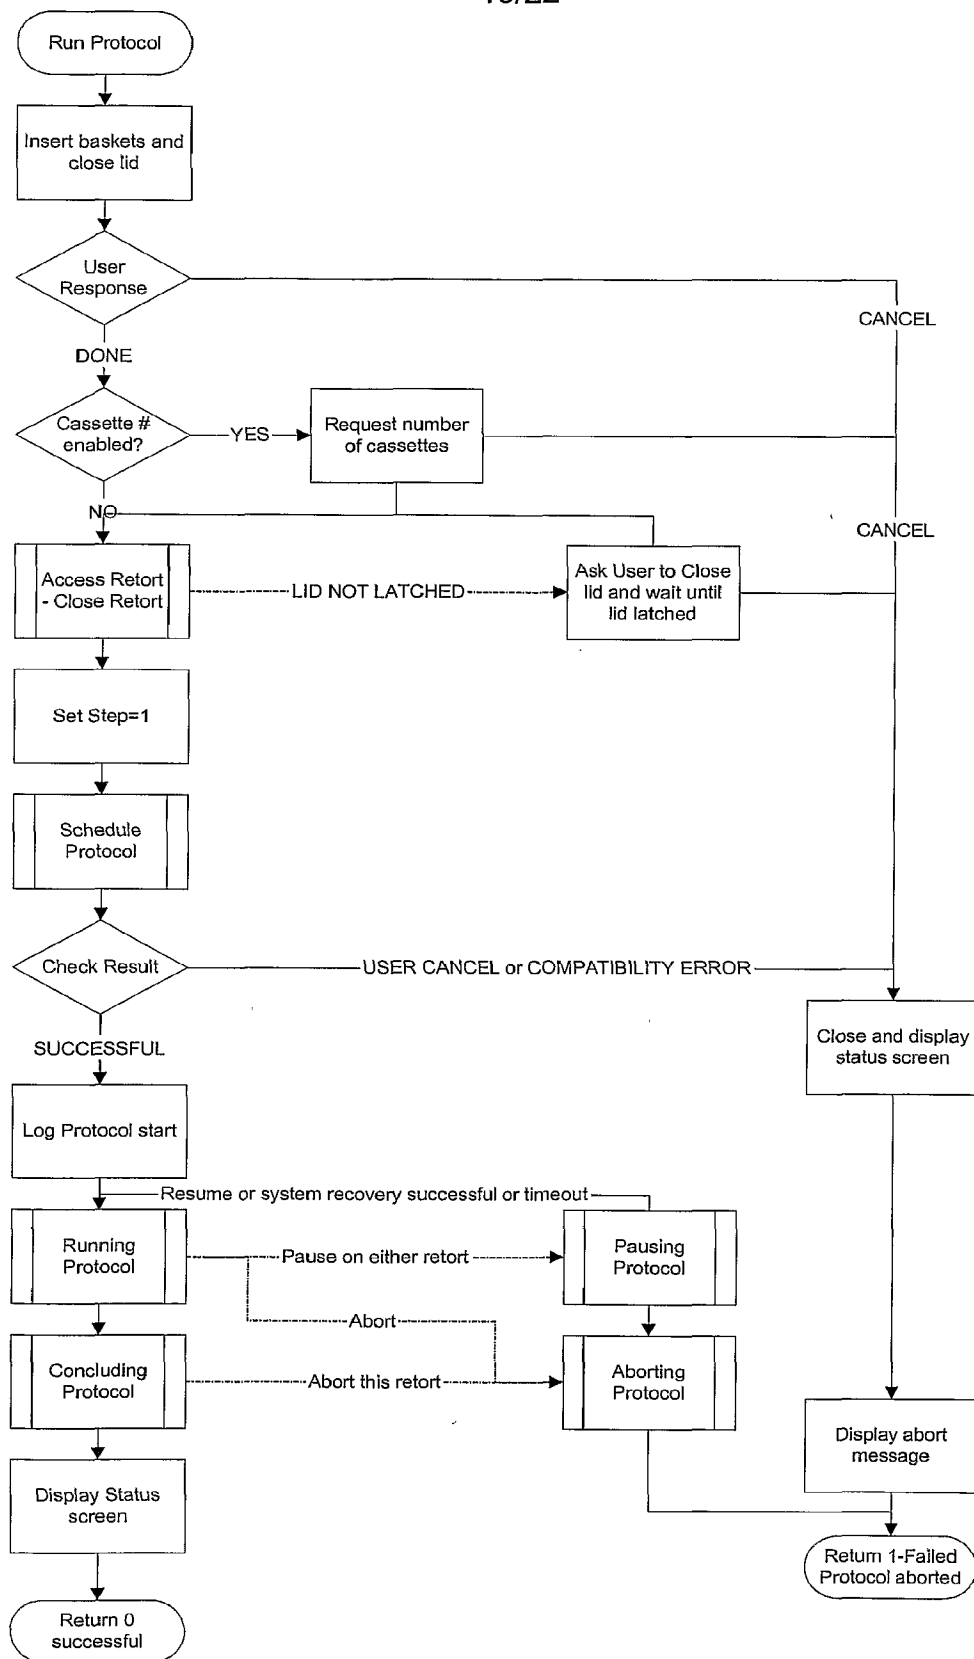 Run Protocol
Insert baskets and
close lid
User
Response
CANCEL
DONE
Cassette #
enabled?
YES
Request number
of cassettes
NO
CANCEL
Access Retort
- Close Retort
LID NOT LATCHED
Ask User to Close
lid and wait until
lid latched
Set Step=1
Schedule
Protocol
Check Result
USER CANCEL or COMPATIBILITY ERROR
SUCCESSFUL
Close and display
status screen
Log Protocol start
Resume or system recovery successful or timeout
Running
Protocol
Pause on either retort
Pausing
Protocol
Abort
Concluding
Protocol
Abort this retort
Aborting
Protocol
Display abort
message
Display Status
screen
Return 1-Failed
Protocol aborted
Return 0
successful